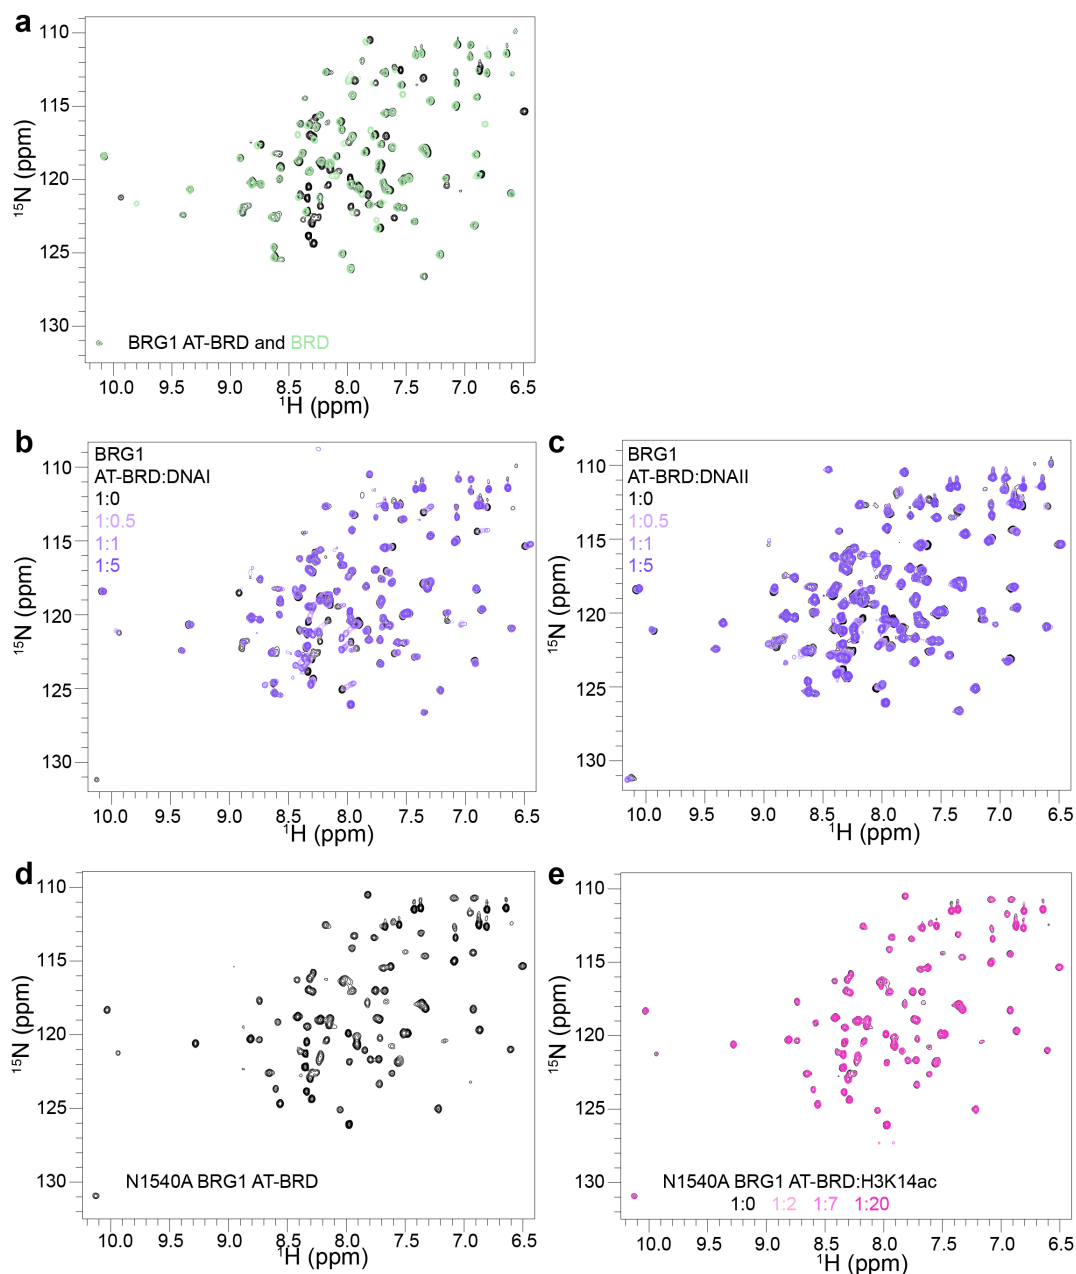 a
110
115
120
125
130
15N (ppm)
BRG1 AT-BRD and BRD
10.0 9.5 9.0 8.5 8.0 7.5 7.0 6.5
1H (ppm)
b
BRG1
AT-BRD:DNAI
1:0
1:0.5
1:1
1:5
110
115
120
125
130
15N (ppm)
10.0 9.5 9.0 8.5 8.0 7.5 7.0 6.5
1H (ppm)
c
BRG1
AT-BRD:DNAII
1:0
1:0.5
1:1
1:5
110
115
120
125
130
15N (ppm)
10.0 9.5 9.0 8.5 8.0 7.5 7.0 6.5
1H (ppm)
d
110
115
120
125
130
15N (ppm)
N1540A BRG1 AT-BRD
10.0 9.5 9.0 8.5 8.0 7.5 7.0 6.5
1H (ppm)
e
110
115
120
125
130
15N (ppm)
N1540A BRG1 AT-BRD:H3K14ac
1:0 1:2 1:7 1:20
10.0 9.5 9.0 8.5 8.0 7.5 7.0 6.5
1H (ppm)